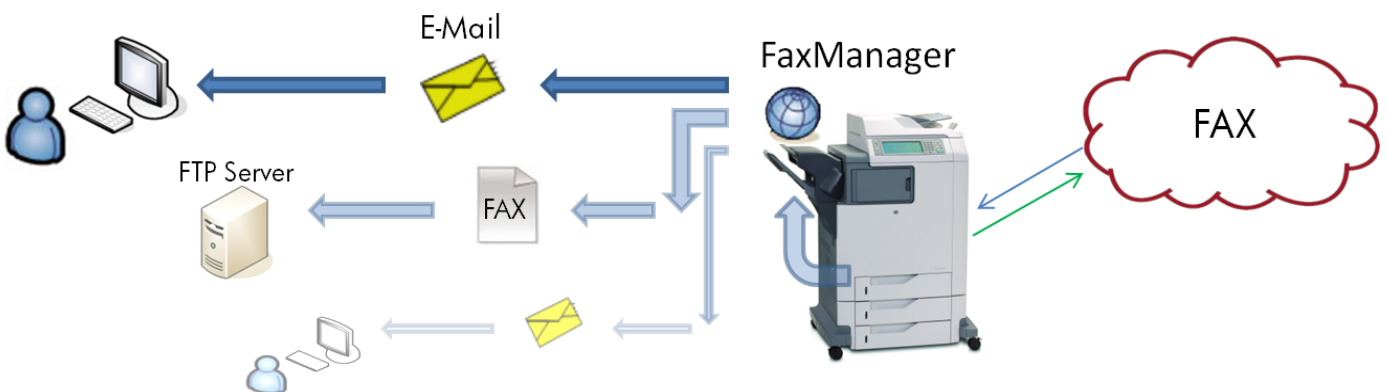 E-Mail
FaxManager
FAX
FTP Server
FAX